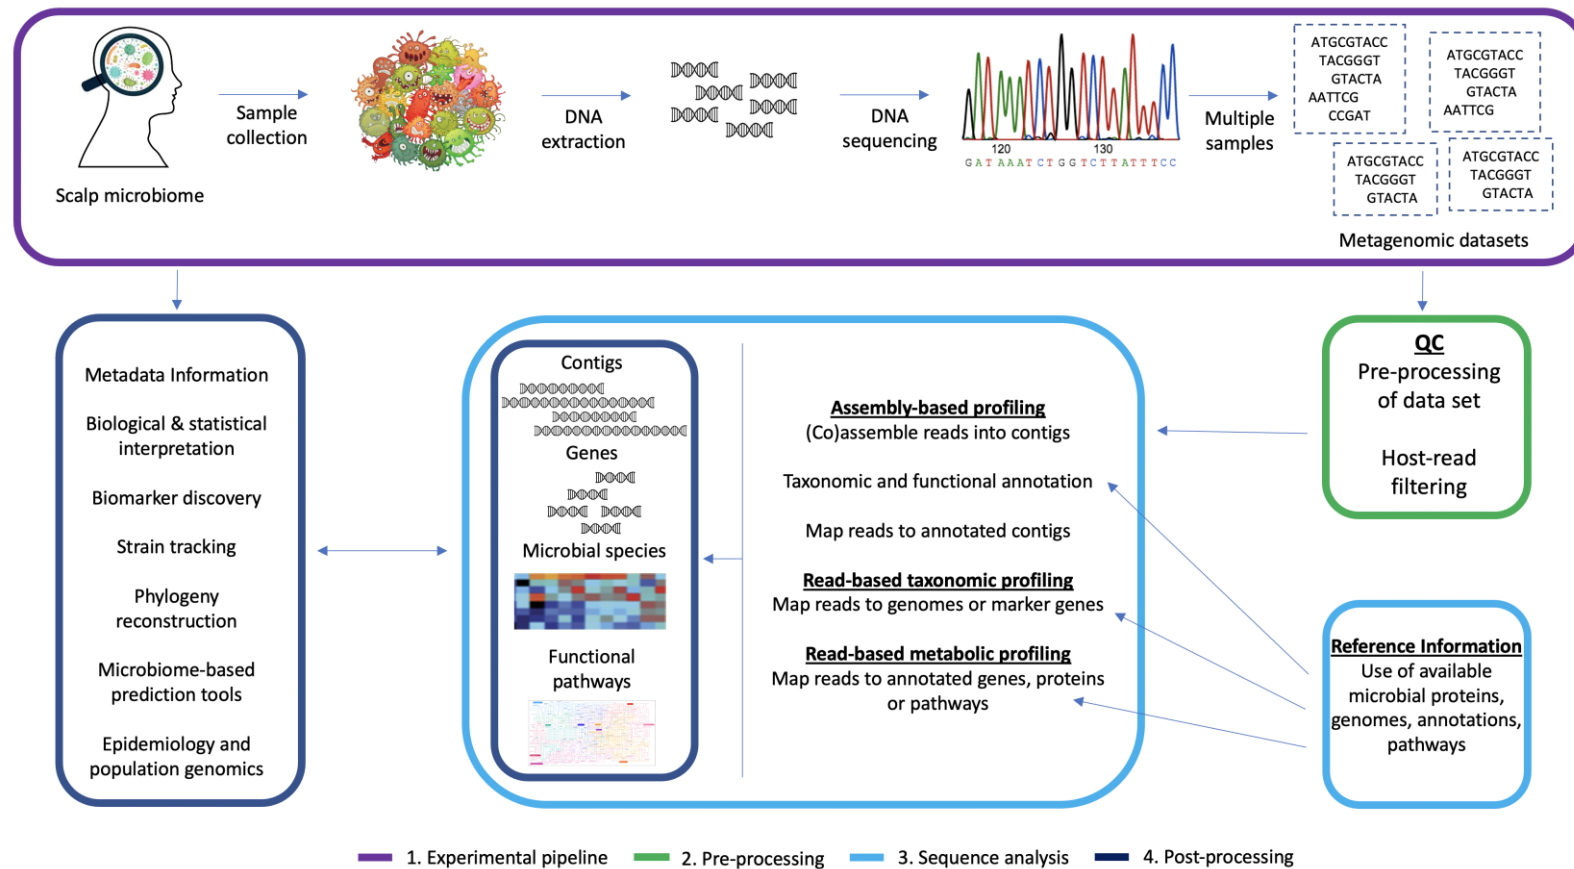 Scalp microbiome
Sample
collection
DNA
extraction
DNA
sequencing
120 130
GATAAATCTGGTCTTATTTCC
Multiple
samples
ATGCGTACC
TACGGGT
GTACTA
AATTCG
CCGAT
ATGCGTACC
TACGGGT
GTACTA
AATTCG
ATGCGTACC
TACGGGT
GTACTA
ATGCGTACC
TACGGGT
GTACTA
Metagenomic datasets
Metadata Information
Biological & statistical
interpretation
Biomarker discovery
Strain tracking
Phylogeny
reconstruction
Microbiome-based
prediction tools
Epidemiology and
population genomics
Contigs
Genes
Microbial species
Functional
pathways
Assembly-based profiling
(Co)assemble reads into contigs
Taxonomic and functional annotation
Map reads to annotated contigs
Read-based taxonomic profiling
Map reads to genomes or marker genes
Read-based metabolic profiling
Map reads to annotated genes, proteins
or pathways
QC
Pre-processing
of data set
Host-read
filtering
Reference Information
Use of available
microbial proteins,
genomes, annotations,
pathways
1. Experimental pipeline
2. Pre-processing
3. Sequence analysis
4. Post-processing